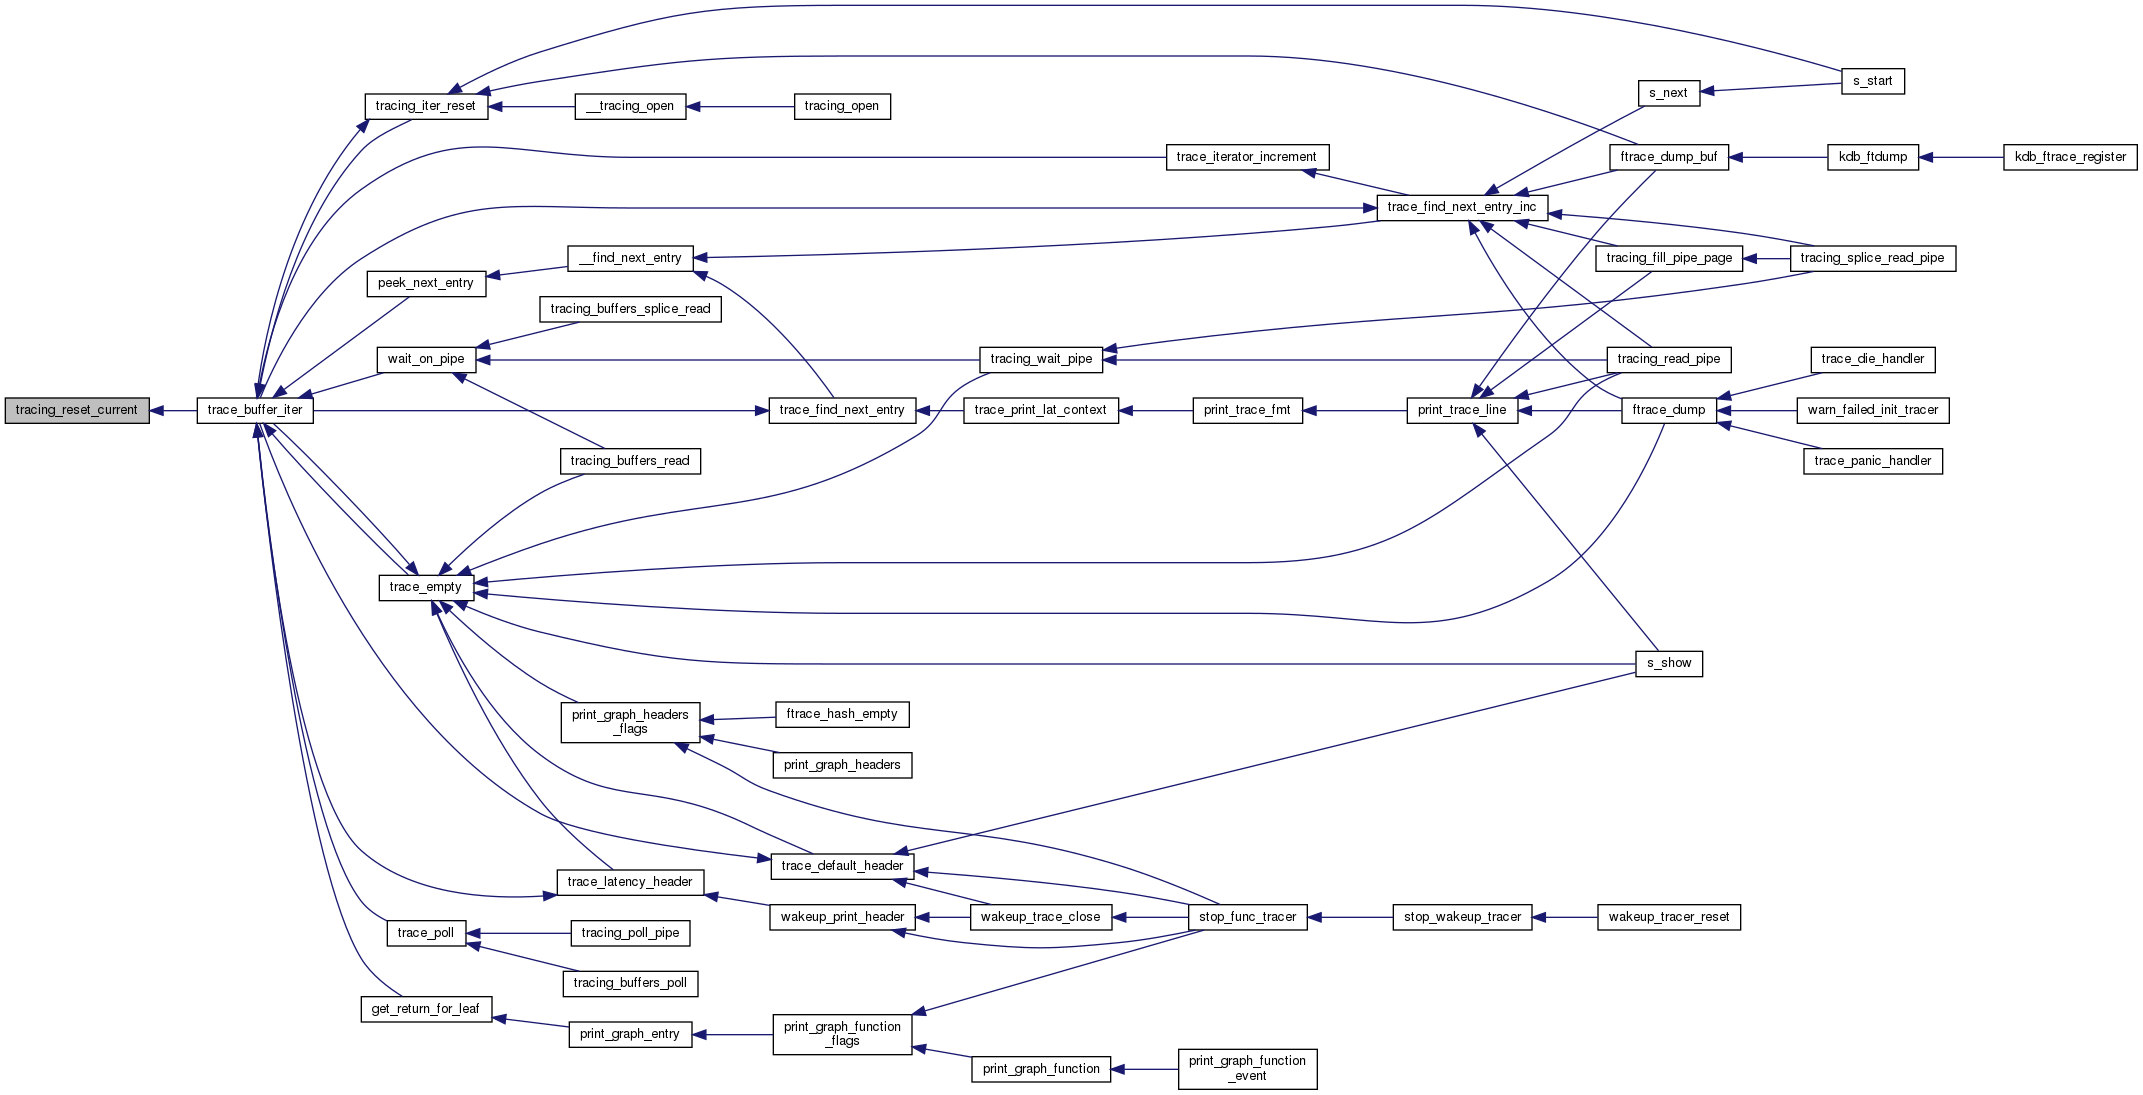 s_start
s_next
tracing_iter_reset
__tracing_open
tracing_open
trace_iterator_increment
ftrace_dump_buf
kdb_ftdump
kdb_ftrace_register
trace_find_next_entry_inc
__find_next_entry
tracing_fill_pipe_page
tracing_splice_read_pipe
peek_next_entry
tracing_buffers_splice_read
wait_on_pipe
tracing_wait_pipe
tracing_read_pipe
trace_die_handler
tracing_reset_current
trace_buffer_iter
trace_find_next_entry
trace_print_lat_context
print_trace_fmt
print_trace_line
ftrace_dump
warn_failed_init_tracer
tracing_buffers_read
trace_panic_handler
trace_empty
s_show
print_graph_headers
_flags
ftrace_hash_empty
print_graph_headers
trace_default_header
trace_latency_header
wakeup_print_header
wakeup_trace_close
stop_func_tracer
stop_wakeup_tracer
wakeup_tracer_reset
trace_poll
tracing_poll_pipe
tracing_buffers_poll
get_return_for_leaf
print_graph_entry
print_graph_function
_flags
print_graph_function
print_graph_function
_event